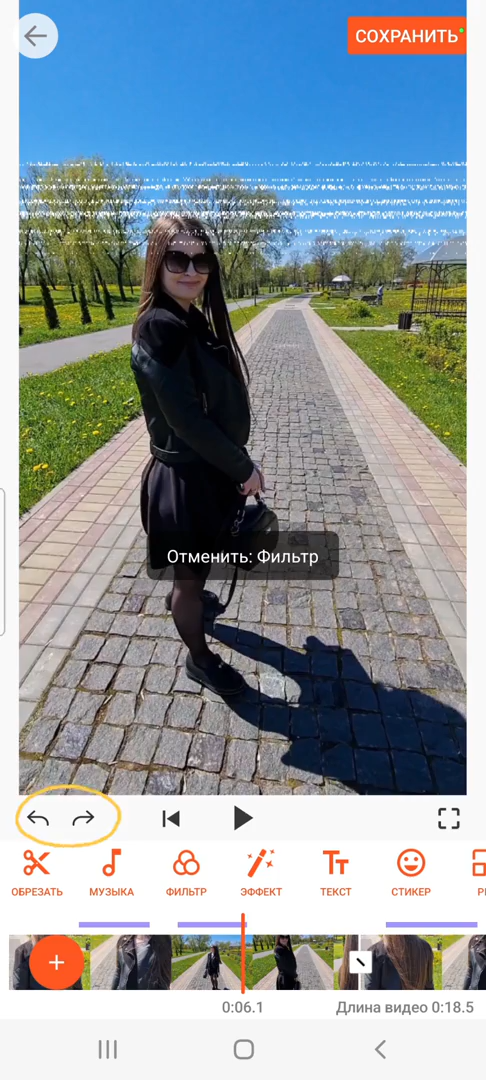 СОХРАНИТЬ
Отменить: Фильтр
ОБРЕЗАТЬ
МУЗЫКА
ФИЛЬТР
ЭФФЕКТ
ТЕКСТ
СТИКЕР
0:06.1
Длина видео 0:18.5